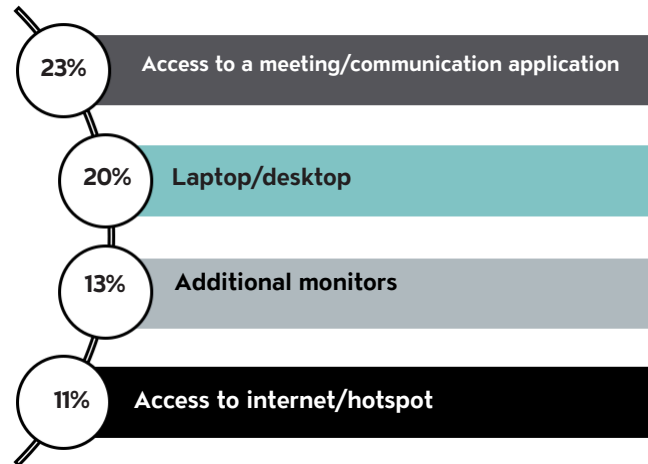 23% Access to a meeting/communication application
20% Laptop/desktop
13% Additional monitors
11% Access to internet/hotspot